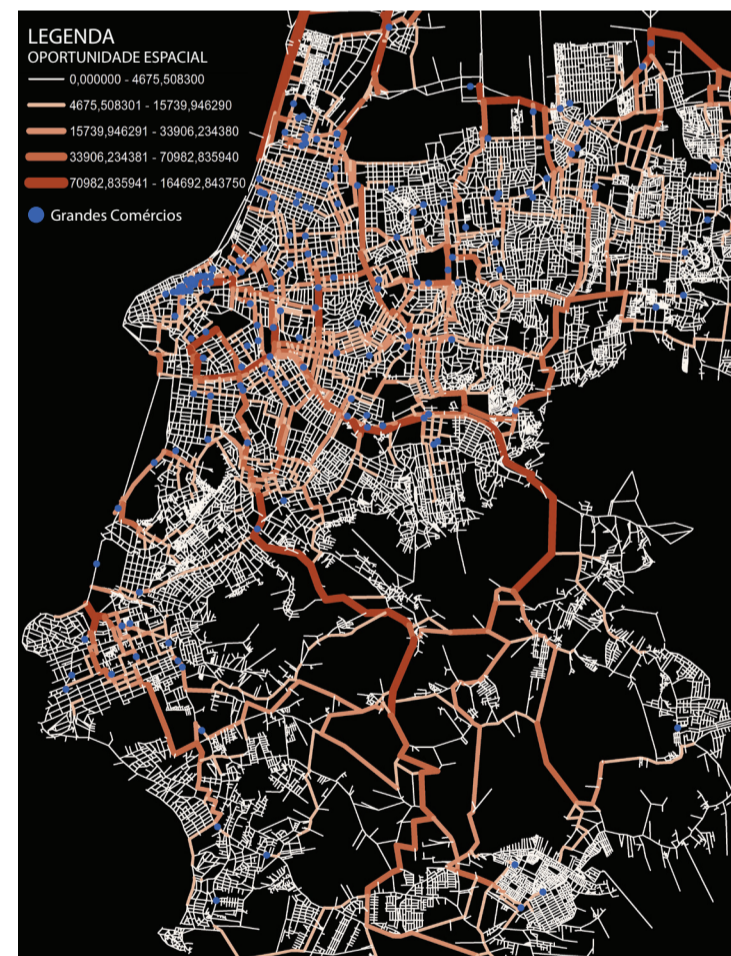 LEGENDA
OPORTUNIDADE ESPACIAL
0,000000 - 4675,508300
4675,508301 - 15739,946290
15739,946291 - 33906,234380
33906,234381 - 70982,835940
70982,835941 - 164692,843750
Grandes Comércios